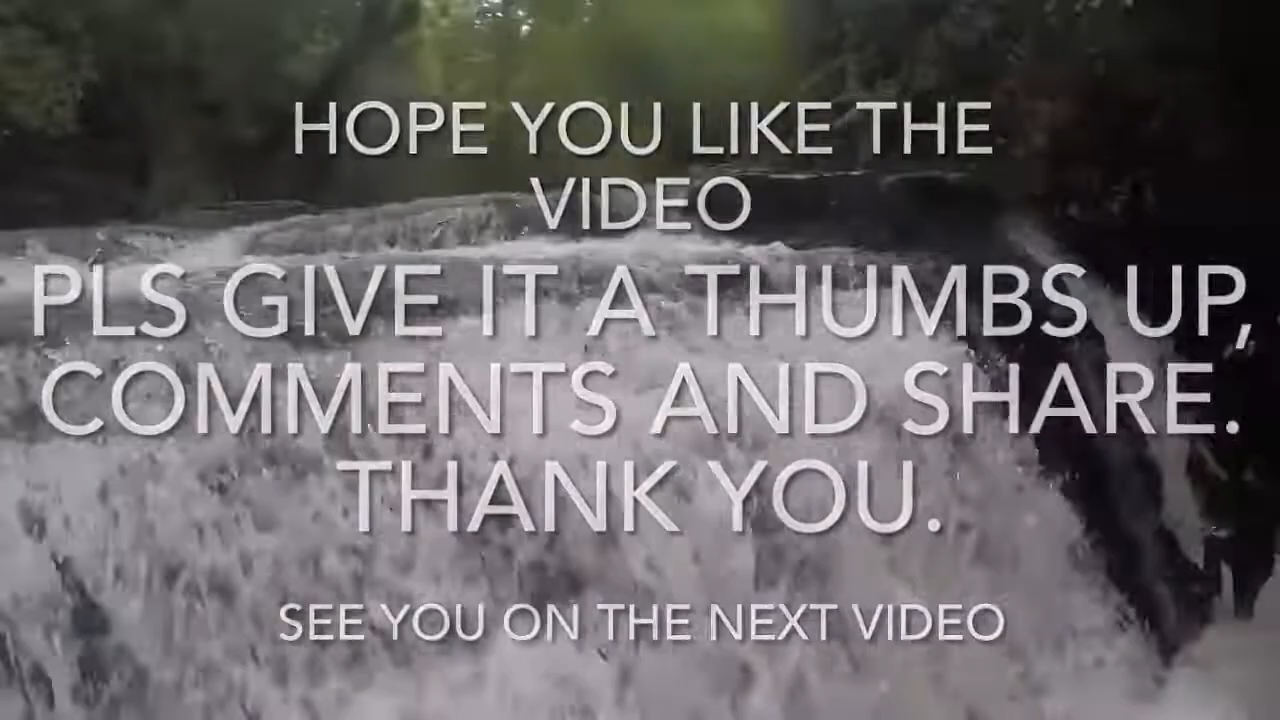 HOPE YOU LIKE THE
VIDEO
PLS GIVE IT A THUMBS UP,
COMMENTS AND SHARE.
THANK YOU.
SEE YOU ON THE NEXT VIDEO